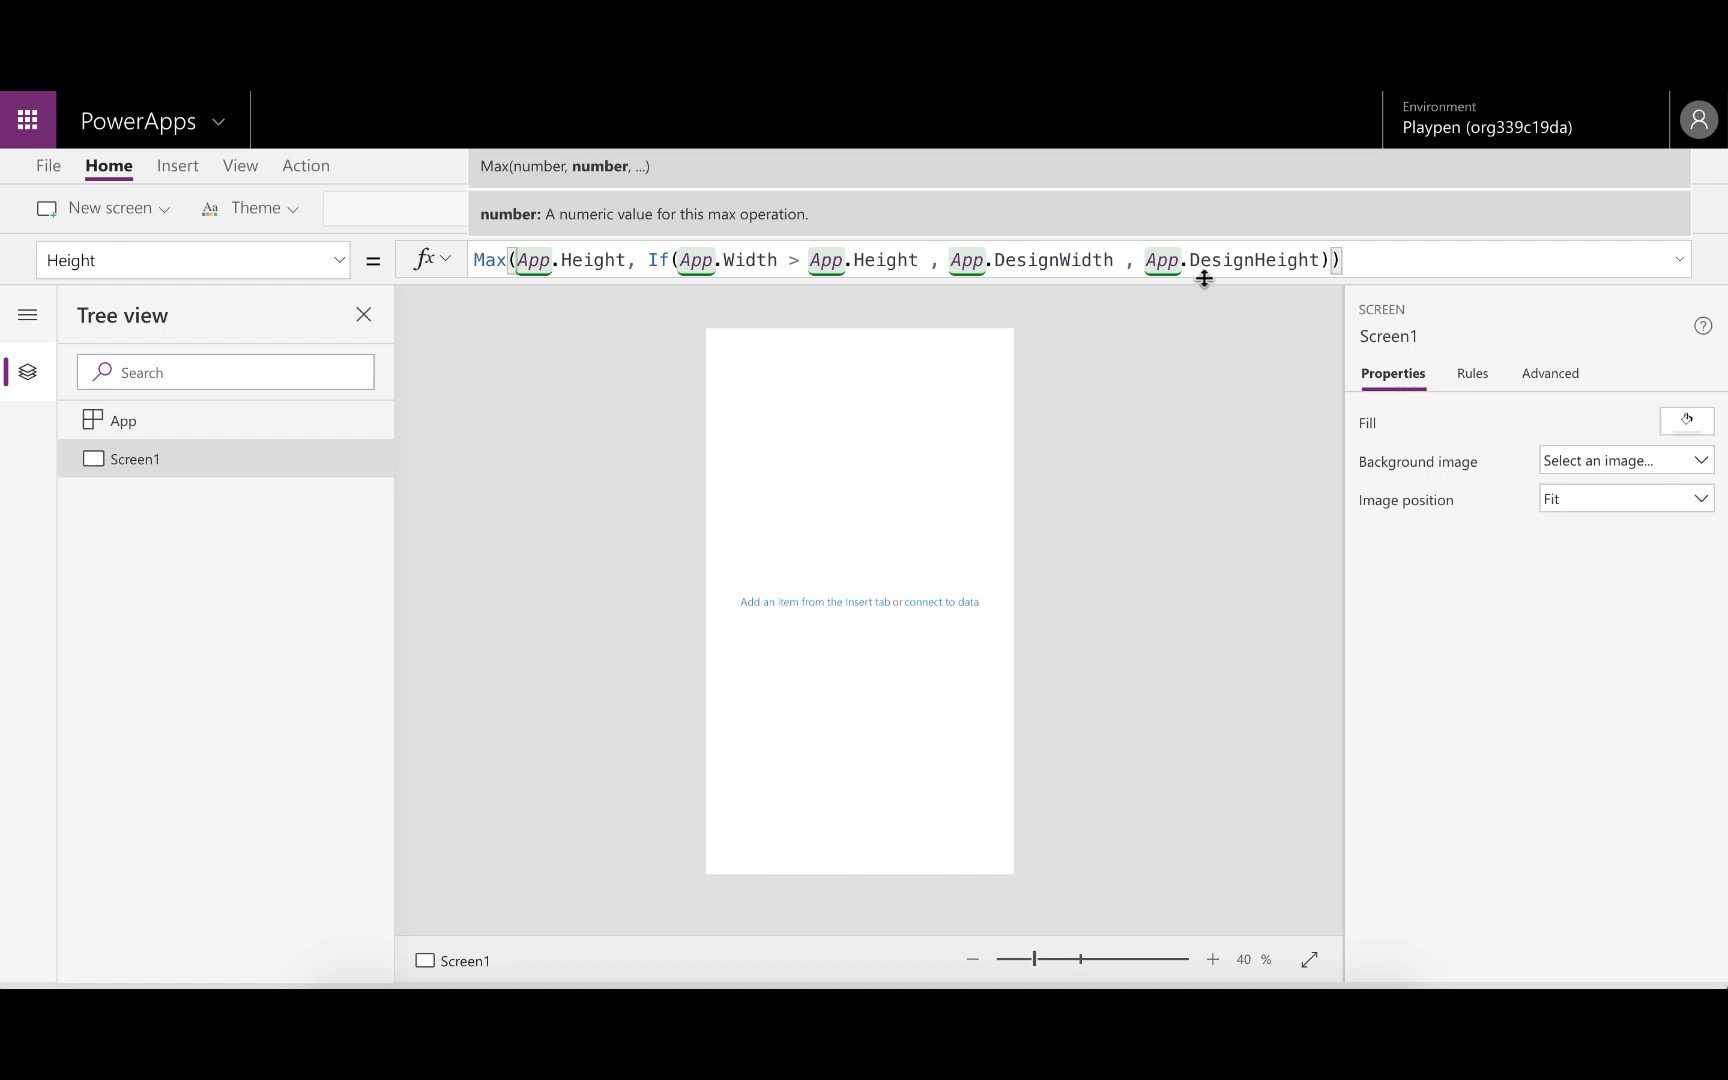 PowerApps
Environment
Playpen (org339c19da)
File Home Insert View Action
Max(number, number, ...)
New screen Aa Theme
number: A numeric value for this max operation.
Height = fx Max(App.Height, If(App.Width > App.Height , App.DesignWidth , App.DesignHeight))
Tree view
Search
App
Screen1
Add an item from the Insert tab or connect to data
SCREEN
Screen1
?
Properties Rules Advanced
Fill
Background image Select an image...
Image position Fit
Screen1
40 %